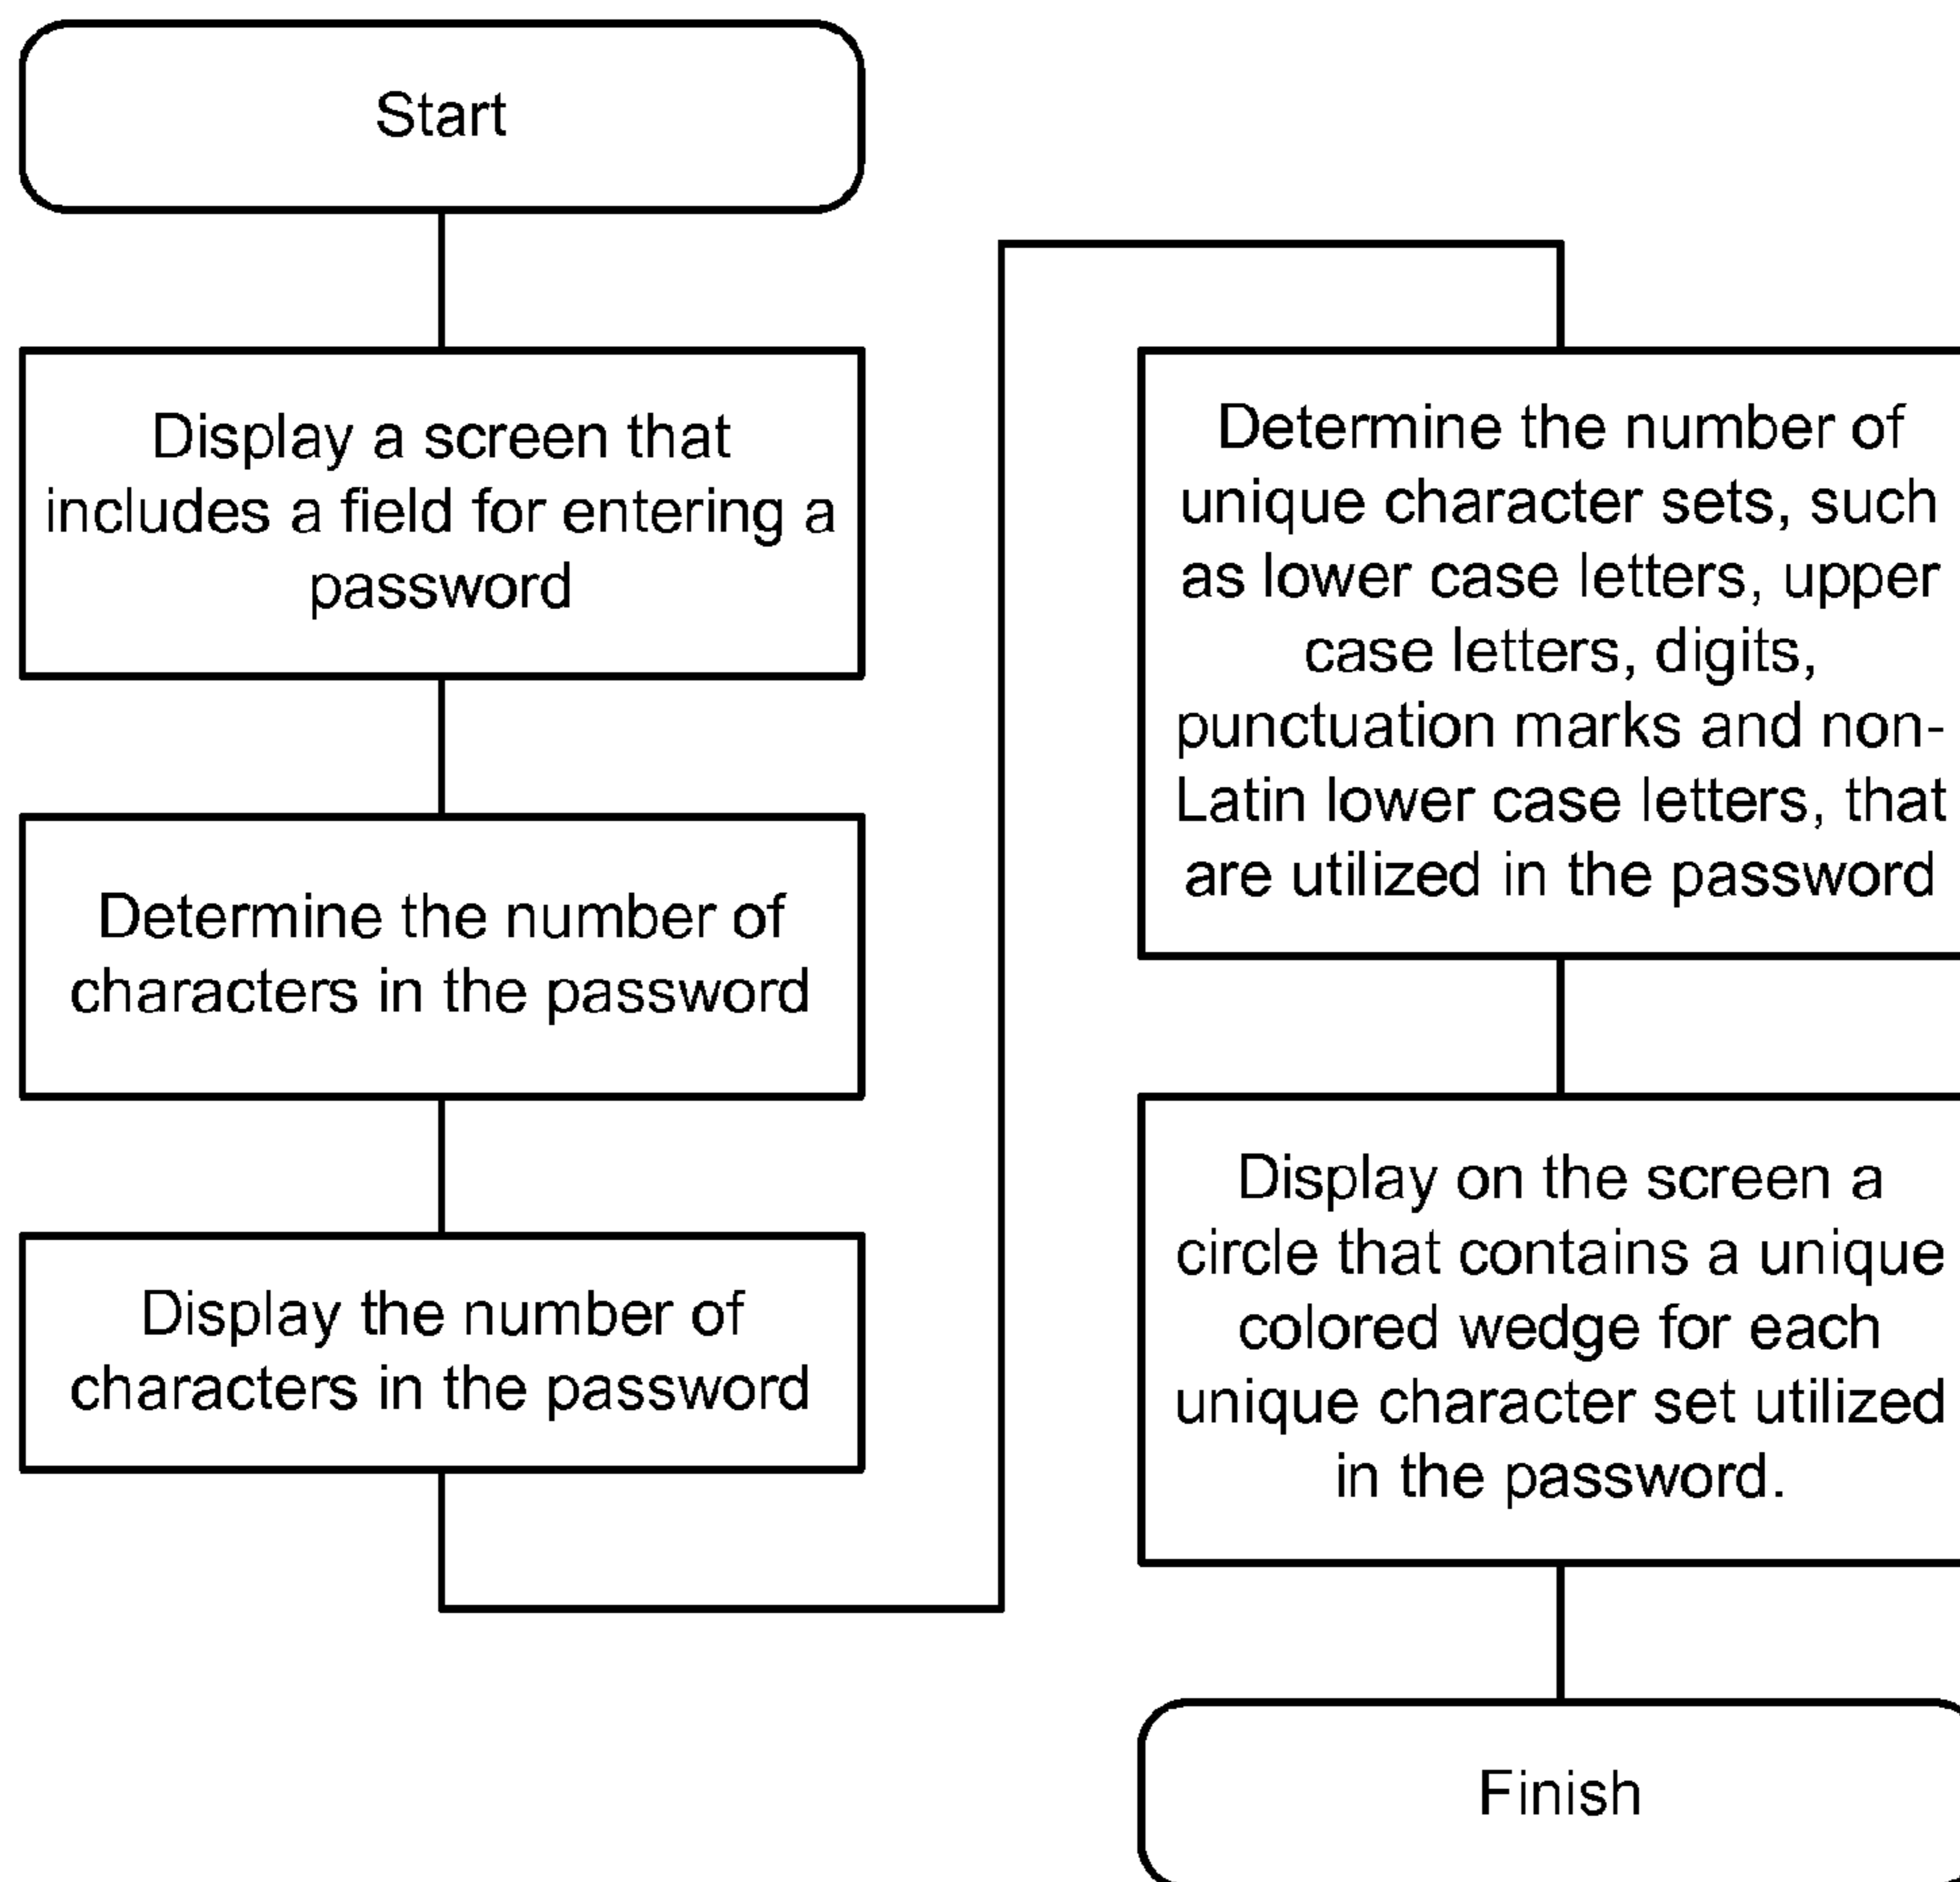 Start
Display a screen that
includes a field for entering a
password
Determine the number of
characters in the password
Display the number of
characters in the password
Determine the number of
unique character sets, such
as lower case letters, upper
case letters, digits,
punctuation marks and non-
Latin lower case letters, that
are utilized in the password
Display on the screen a
circle that contains a unique
colored wedge for each
unique character set utilized
in the password.
Finish